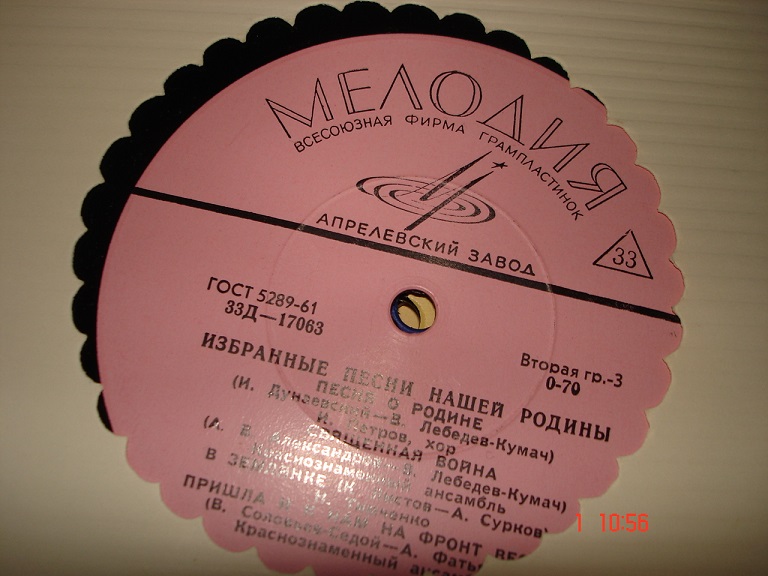 МЕЛОДИЯ
ВСЕСОЮЗНАЯ ФИРМА ГРАМПЛАСТИНОК
АПРЕЛЕВСКИЙ ЗАВОД
33
ГОСТ 5289-61
33Д—17063
Вторая гр.-3
0-70
ИЗБРАННЫЕ ПЕСНИ НАШЕЙ РОДИНЫ
ПЕСНЯ О РОДИНЕ
(И. Дунаевский—В. Лебедев-Кумач)
И. Петров, хор
СВЯЩЕННАЯ ВОЙНА
(А. В. Александров—В. Лебедев-Кумач)
Краснознаменный ансамбль
В ЗЕМЛЯНКЕ (К. Листов—А. Сурков)
ПРИШЛА И К НАМ НА ФРОНТ
(В. Соловьев-Седой—А.
Краснознаменный
1 10:56